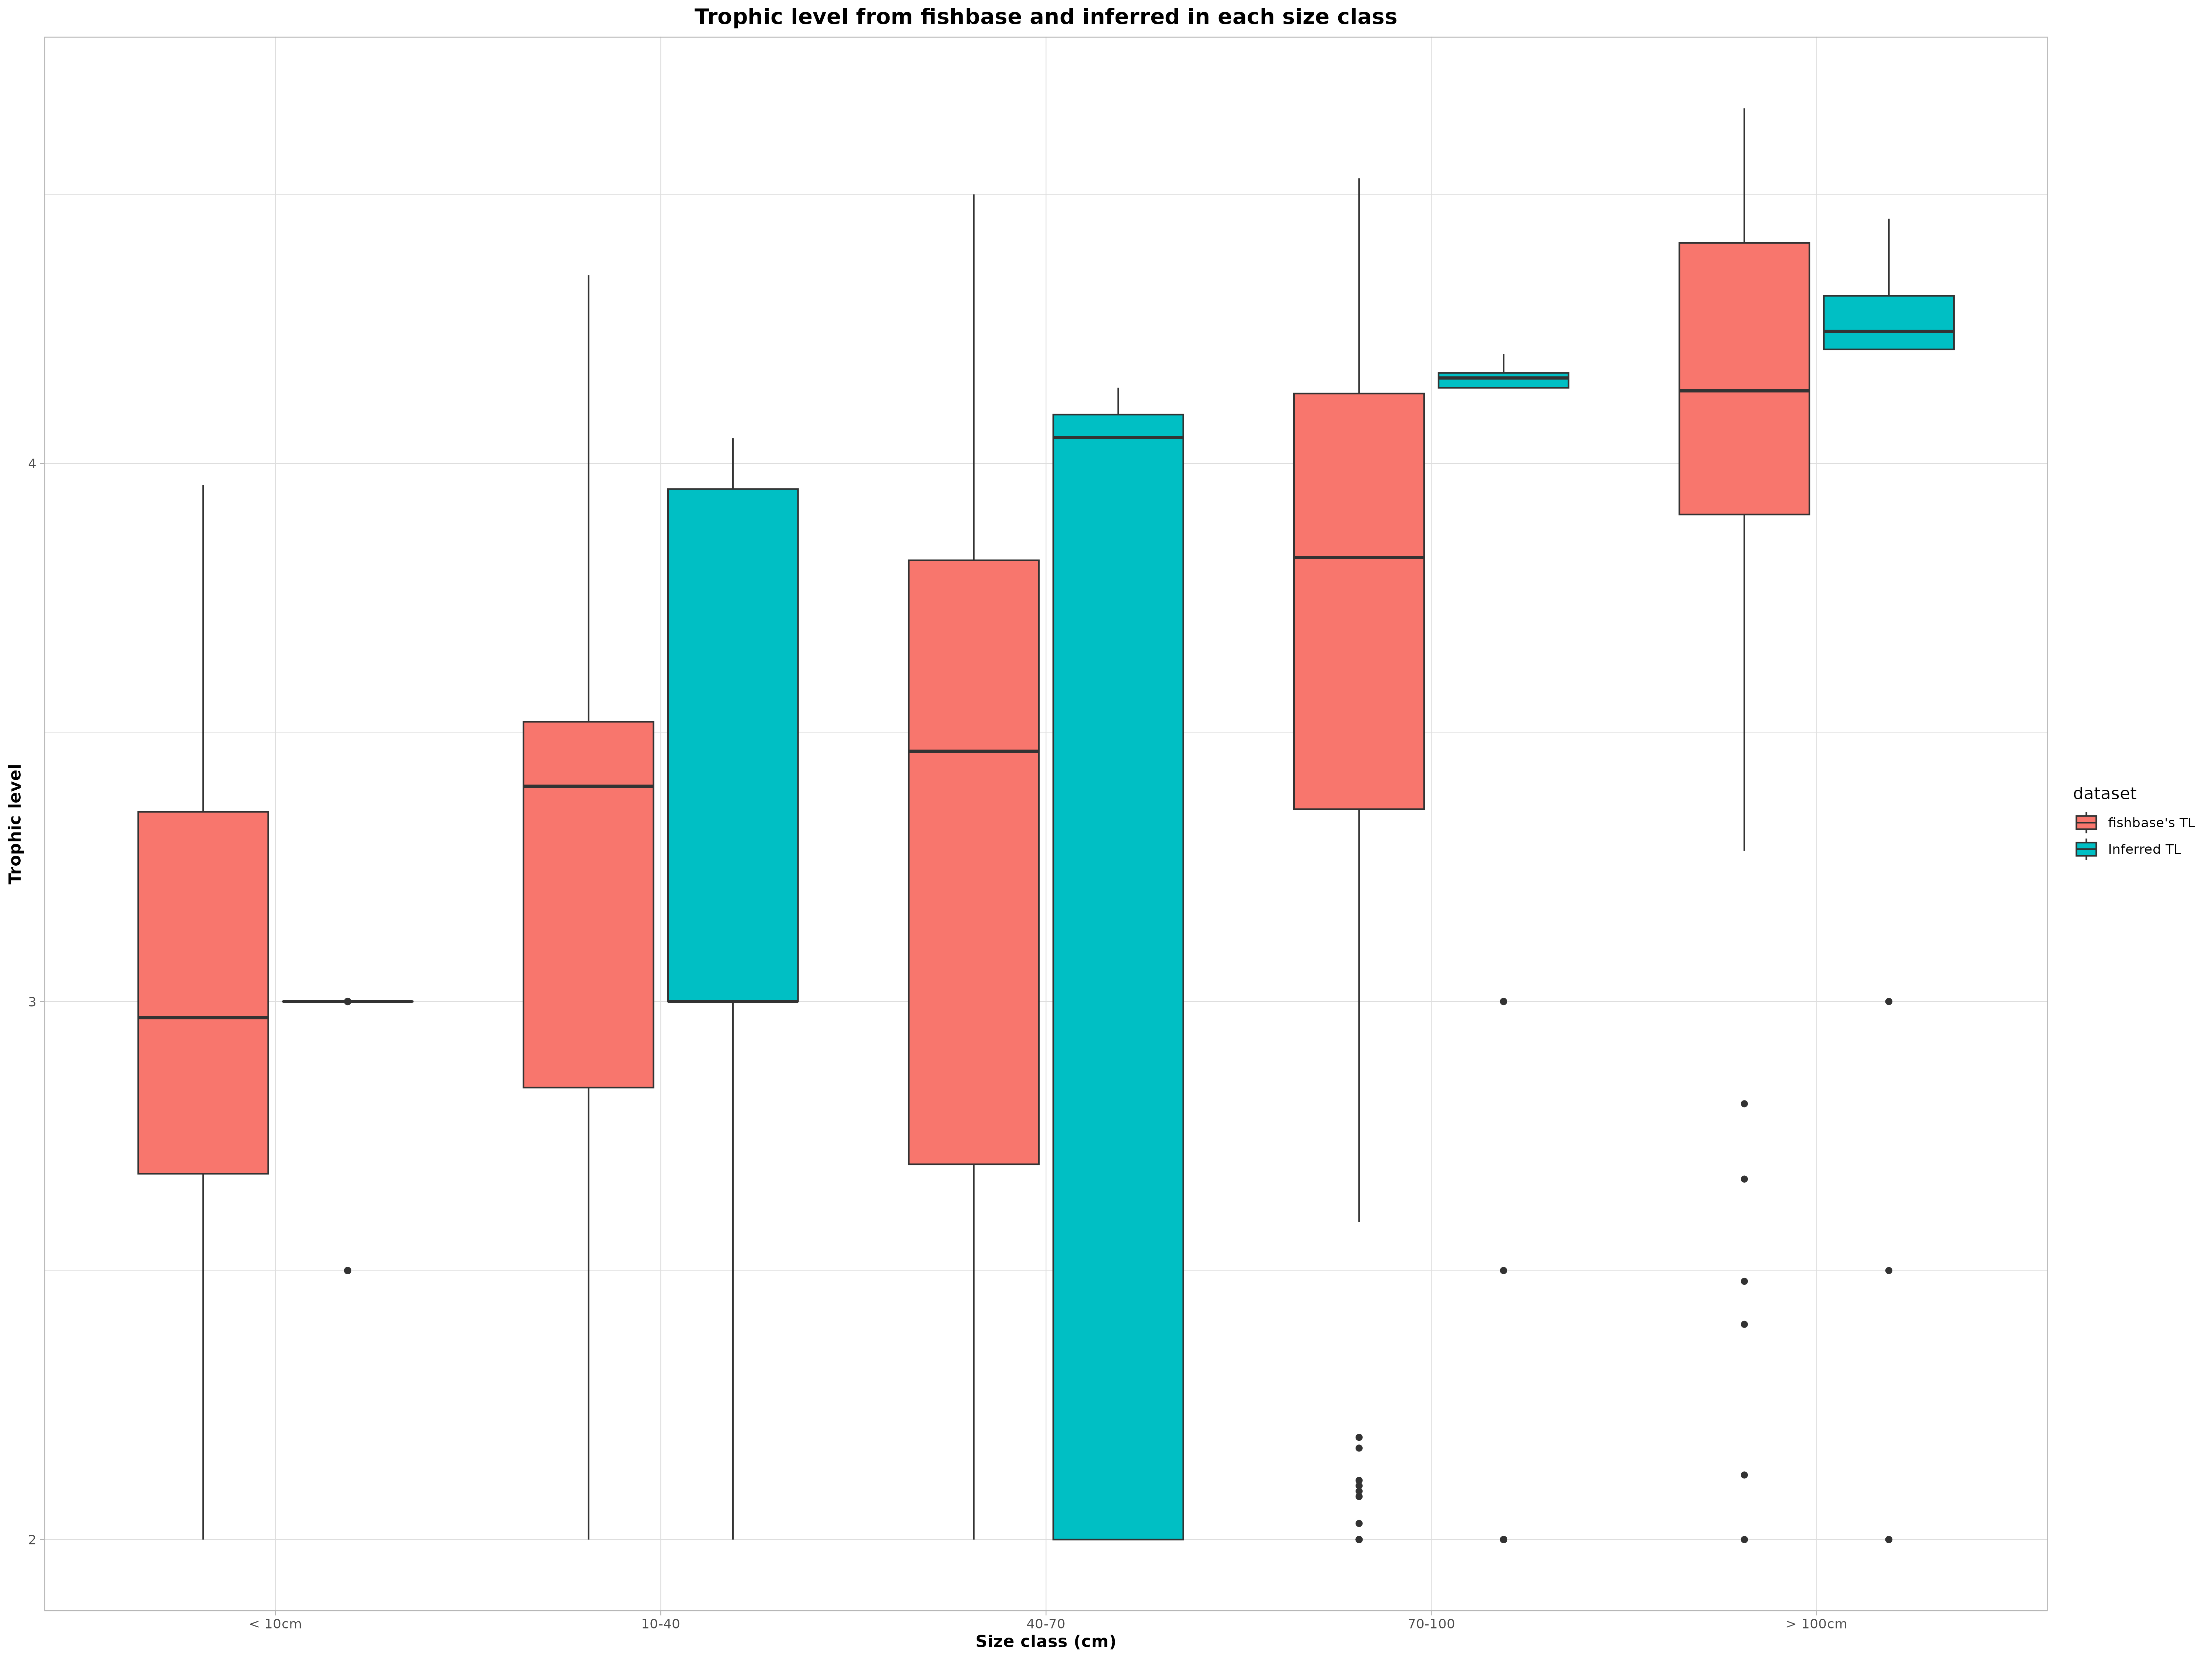 Trophic level from fishbase and inferred in each size class
Trophic level
4
3
2
< 10cm
10-40
40-70
70-100
> 100cm
Size class (cm)
dataset
fishbase's TL
Inferred TL